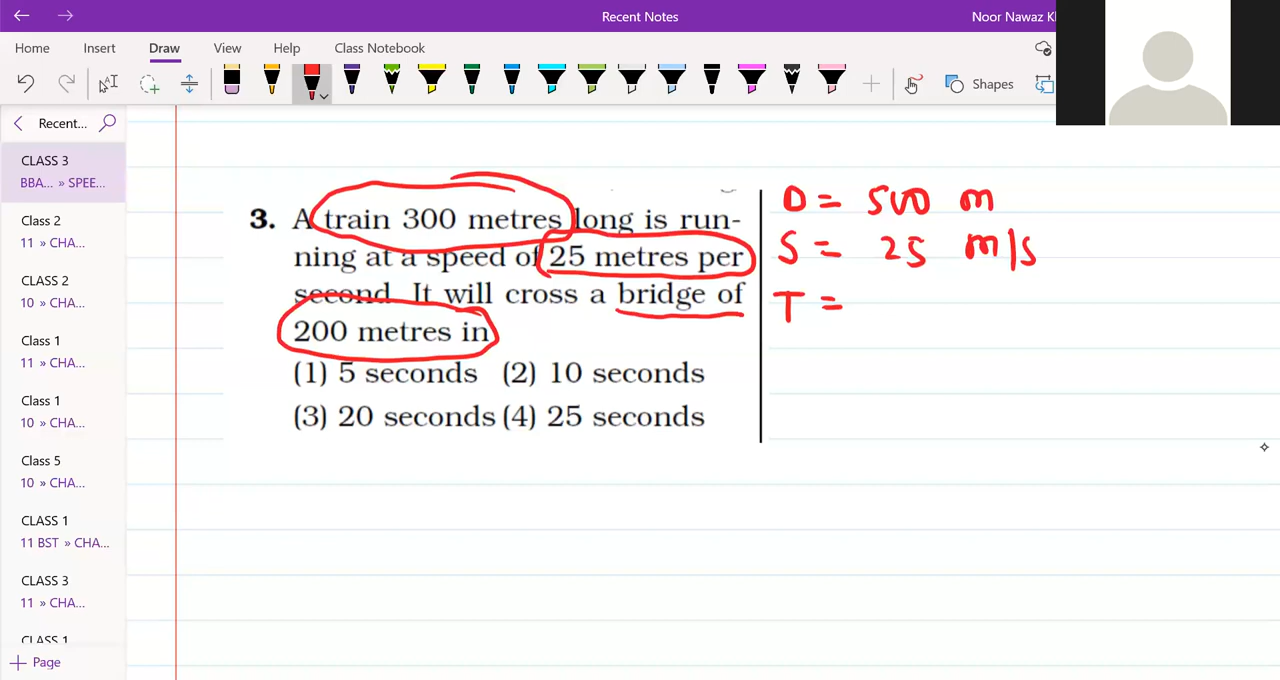 Recent Notes
Noor Nawaz Kh
Home Insert Draw View Help Class Notebook
Shapes
Recent...
CLASS 3
BBA... » SPEE...
Class 2
11 » CHA...
CLASS 2
10 » CHA...
Class 1
11 » CHA...
Class 1
10 » CHA...
Class 5
10 » CHA...
CLASS 1
11 BST » CHA...
CLASS 3
11 » CHA...
CLASS 1
Page
3. A train 300 metres long is run-
ning at a speed of 25 metres per
second. It will cross a bridge of
200 metres in
(1) 5 seconds (2) 10 seconds
(3) 20 seconds (4) 25 seconds
D = 500 m
S = 25 m/s
T =